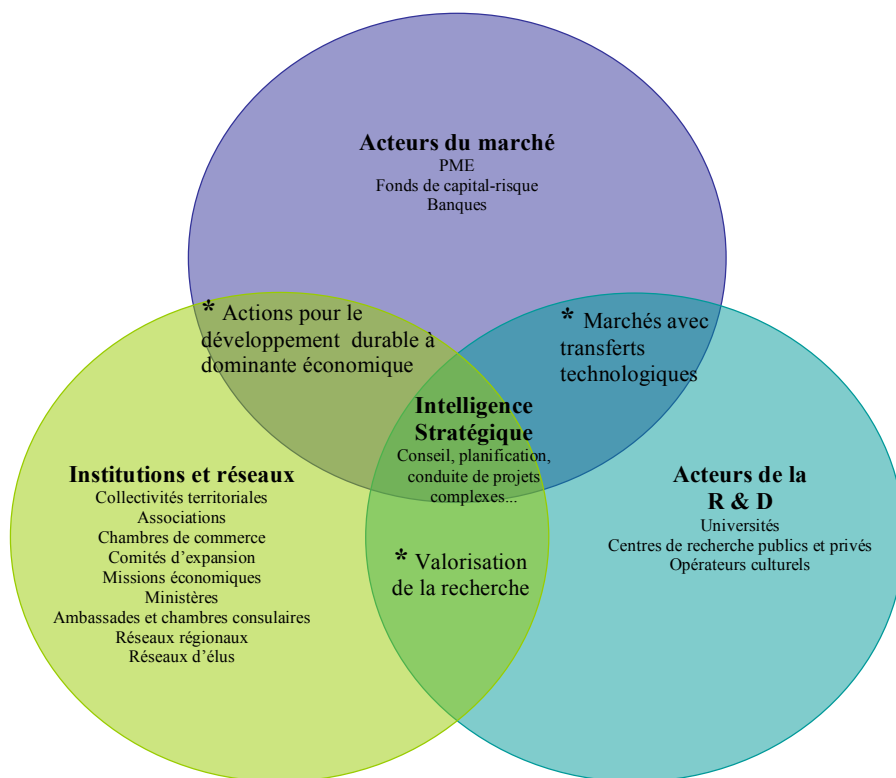 Acteurs du marché
PME
Fonds de capital-risque
Banques
* Actions pour le
développement durable à
dominante économique
* Marchés avec
transferts
technologiques
Intelligence
Stratégique
Conseil, planification,
conduite de projets
complexes...
Institutions et réseaux
Collectivités territoriales
Associations
Chambres de commerce
Comités d'expansion
Missions économiques
Ministères
Ambassades et chambres consulaires
Réseaux régionaux
Réseaux d'élus
Acteurs de la
R & D
Universités
Centres de recherche publics et privés
Opérateurs culturels
* Valorisation
de la recherche